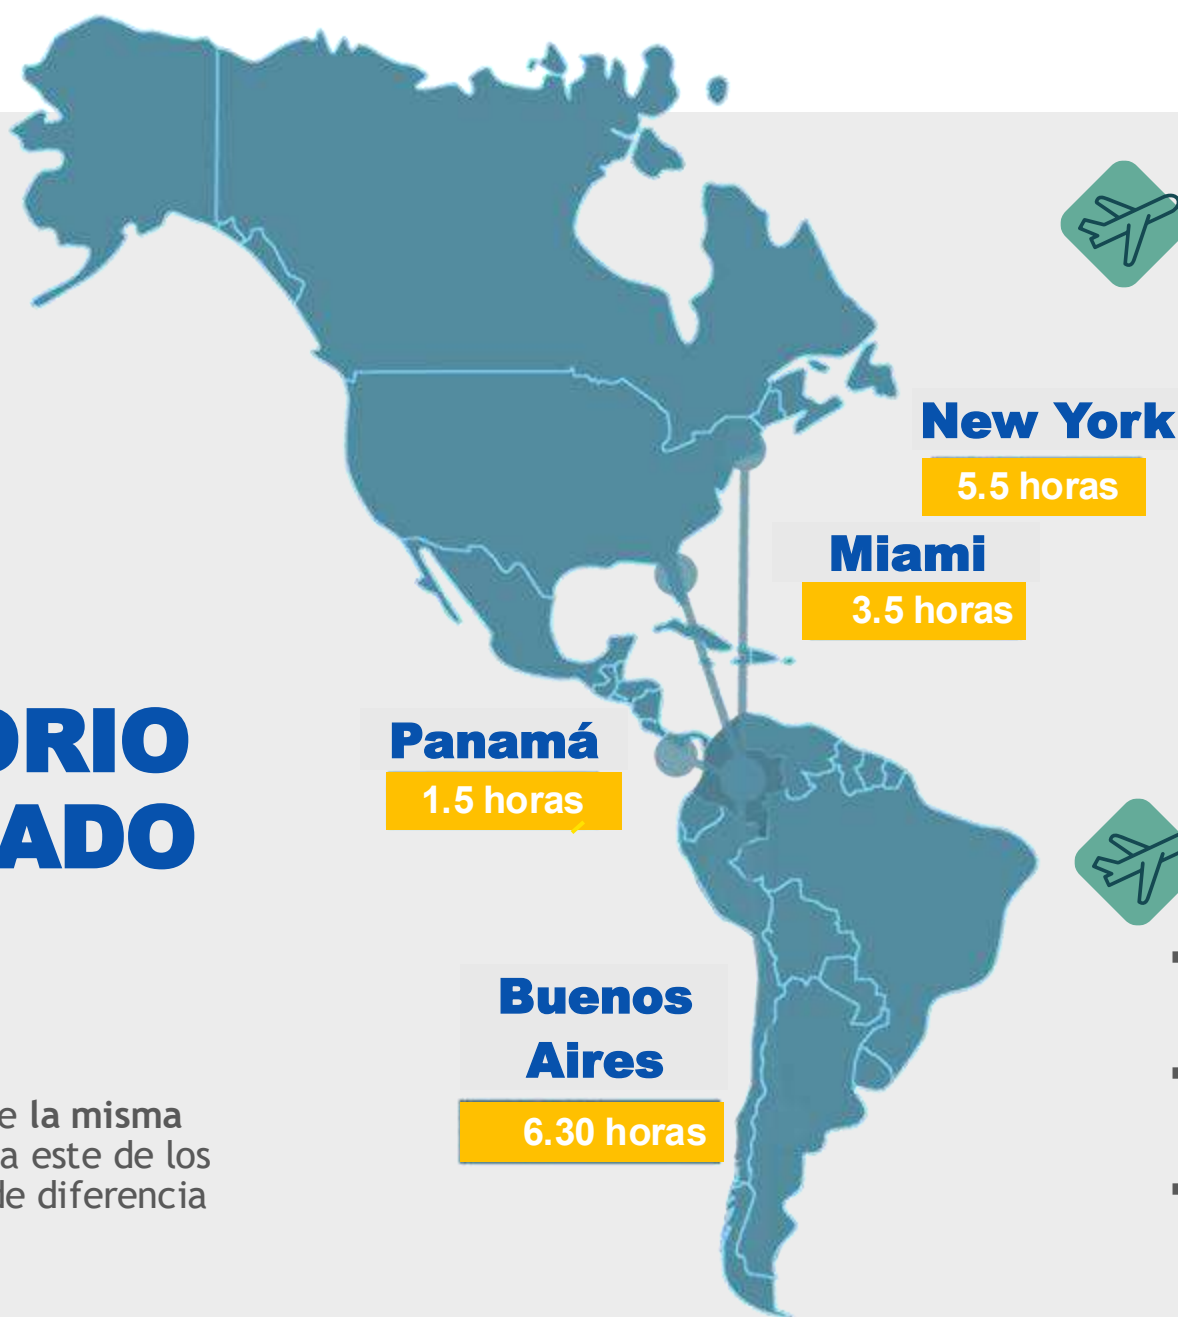 New York
5.5 horas
Miami
3.5 horas
ORIO
ADO
Panamá
1.5 horas
Buenos
Aires
6.30 horas
e la misma
a este de los
de diferencia